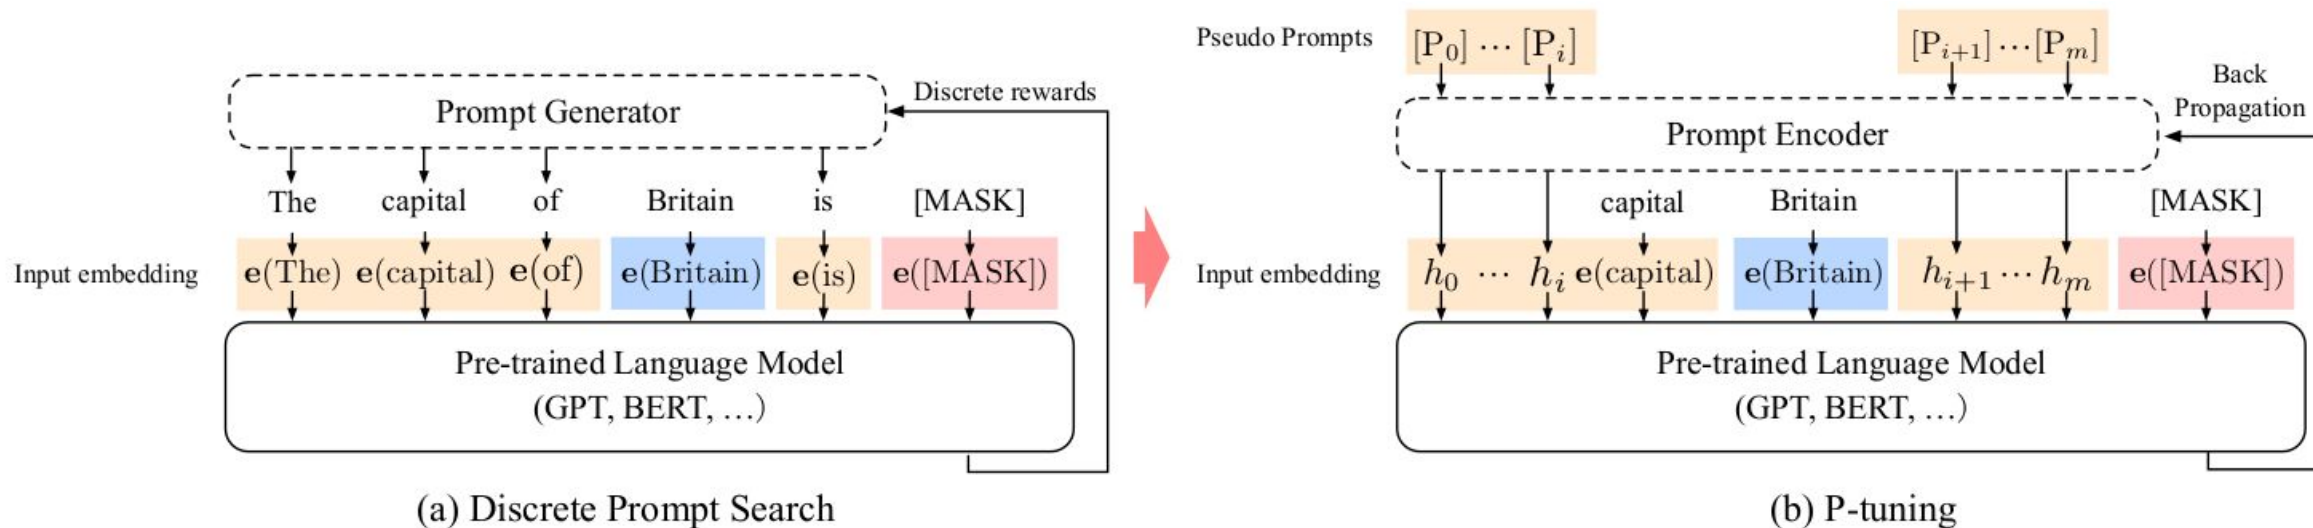 Prompt Generator
Discrete rewards
The capital of Britain is [MASK]
Input embedding e(The) e(capital) e(of) e(Britain) e(is) e([MASK])
Pre-trained Language Model
(GPT, BERT, …)
(a) Discrete Prompt Search
Pseudo Prompts [P₀] ⋯ [Pᵢ] [Pᵢ₊₁] ⋯ [Pₘ]
Back
Propagation
Prompt Encoder
capital Britain [MASK]
Input embedding h₀ ⋯ hᵢ e(capital) e(Britain) hᵢ₊₁ ⋯ hₘ e([MASK])
Pre-trained Language Model
(GPT, BERT, …)
(b) P-tuning